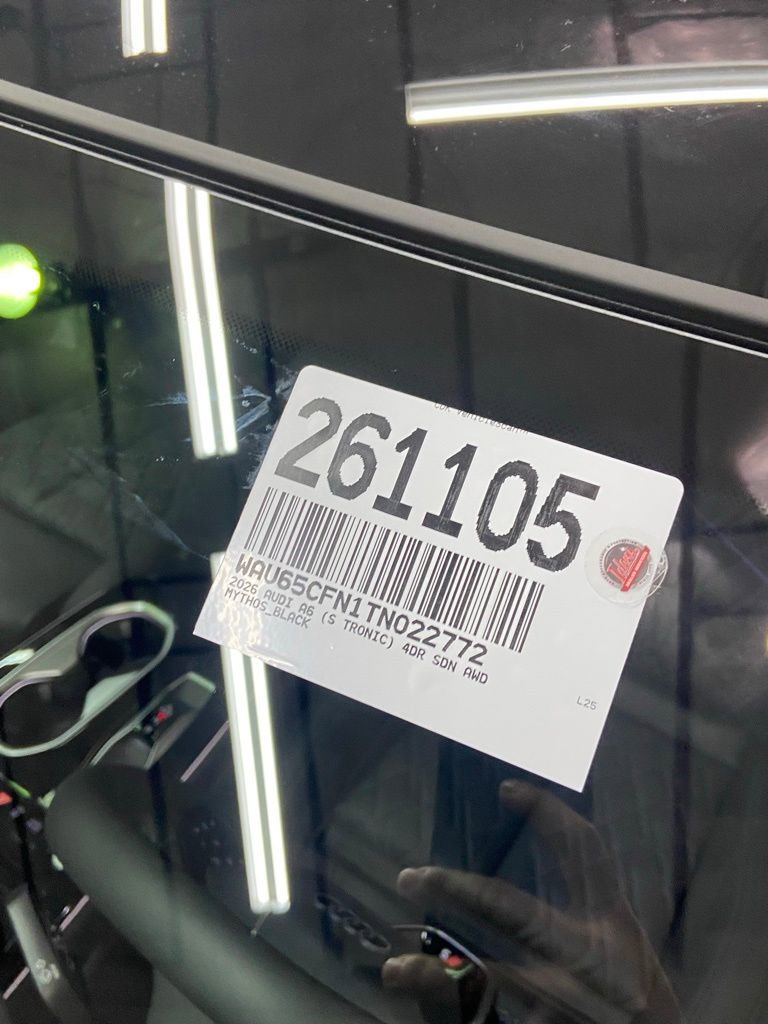 261105
WAU65CFN1TN022772
2026 AUDI A6 (S TRONIC) 4DR SDN AWD
MYTHOS_BLACK
L25